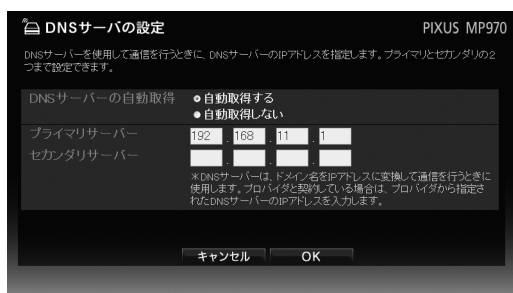 DNSサーバの設定
PIXUS MP970
DNSサーバーを使用して通信を行うときに、DNSサーバーのIPアドレスを指定します。プライマリとセカンダリの2
つまで設定できます。
DNSサーバーの自動取得
自動取得する
自動取得しない
プライマリサーバー 192 . 168 . 11 . 1
セカンダリサーバー . . .
※DNSサーバーは、ドメイン名をIPアドレスに変換して通信を行うときに
使用します。プロバイダと契約している場合は、プロバイダから指定さ
れたDNSサーバーのIPアドレスを入力します。
キャンセル OK